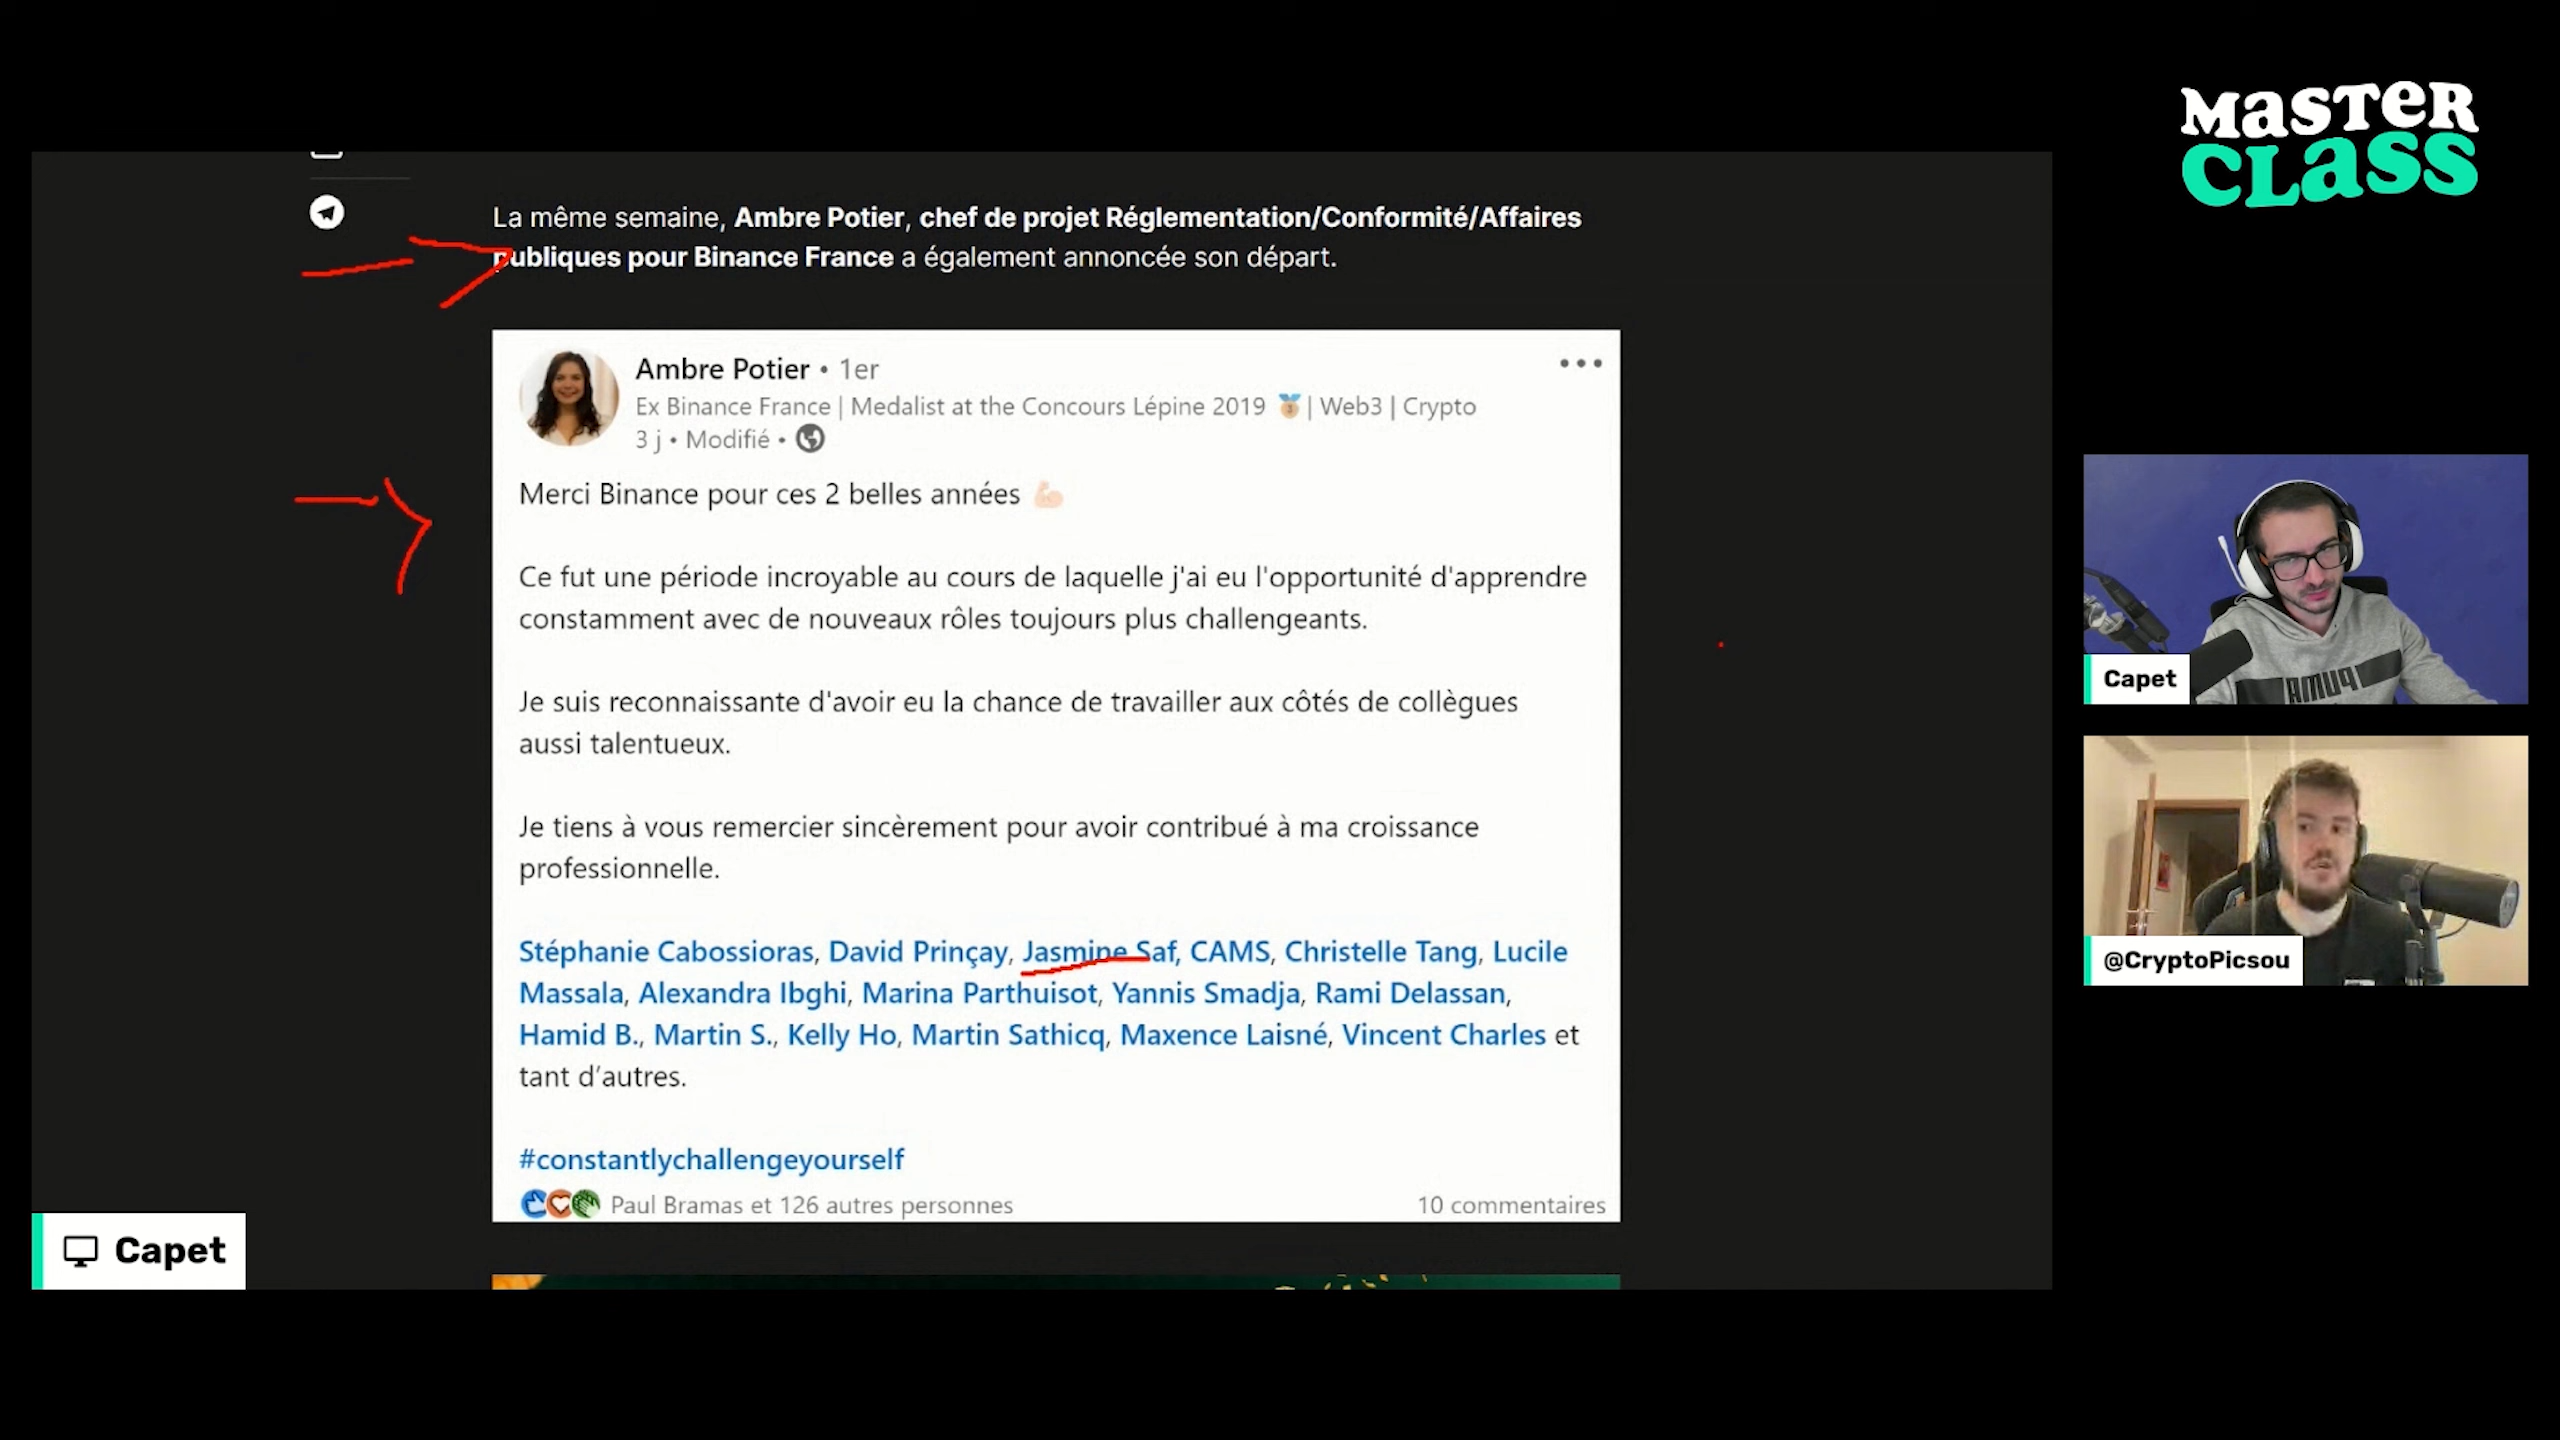 MASTER
CLASS
La même semaine, Ambre Potier, chef de projet Réglementation/Conformité/Affaires
publiques pour Binance France a également annoncée son départ.
Ambre Potier • 1er
Ex Binance France | Medalist at the Concours Lépine 2019 🥉 | Web3 | Crypto
3 j • Modifié •
Merci Binance pour ces 2 belles années 💪🏻
Ce fut une période incroyable au cours de laquelle j'ai eu l'opportunité d'apprendre
constamment avec de nouveaux rôles toujours plus challengeants.
Je suis reconnaissante d'avoir eu la chance de travailler aux côtés de collègues
aussi talentueux.
Je tiens à vous remercier sincèrement pour avoir contribué à ma croissance
professionnelle.
Stéphanie Cabossioras, David Prinçay, Jasmine Saf, CAMS, Christelle Tang, Lucile
Massala, Alexandra Ibghi, Marina Parthuisot, Yannis Smadja, Rami Delassan,
Hamid B., Martin S., Kelly Ho, Martin Sathicq, Maxence Laisné, Vincent Charles et
tant d’autres.
#constantlychallengeyourself
Paul Bramas et 126 autres personnes
10 commentaires
Capet
PUMA
Capet
@CryptoPicsou